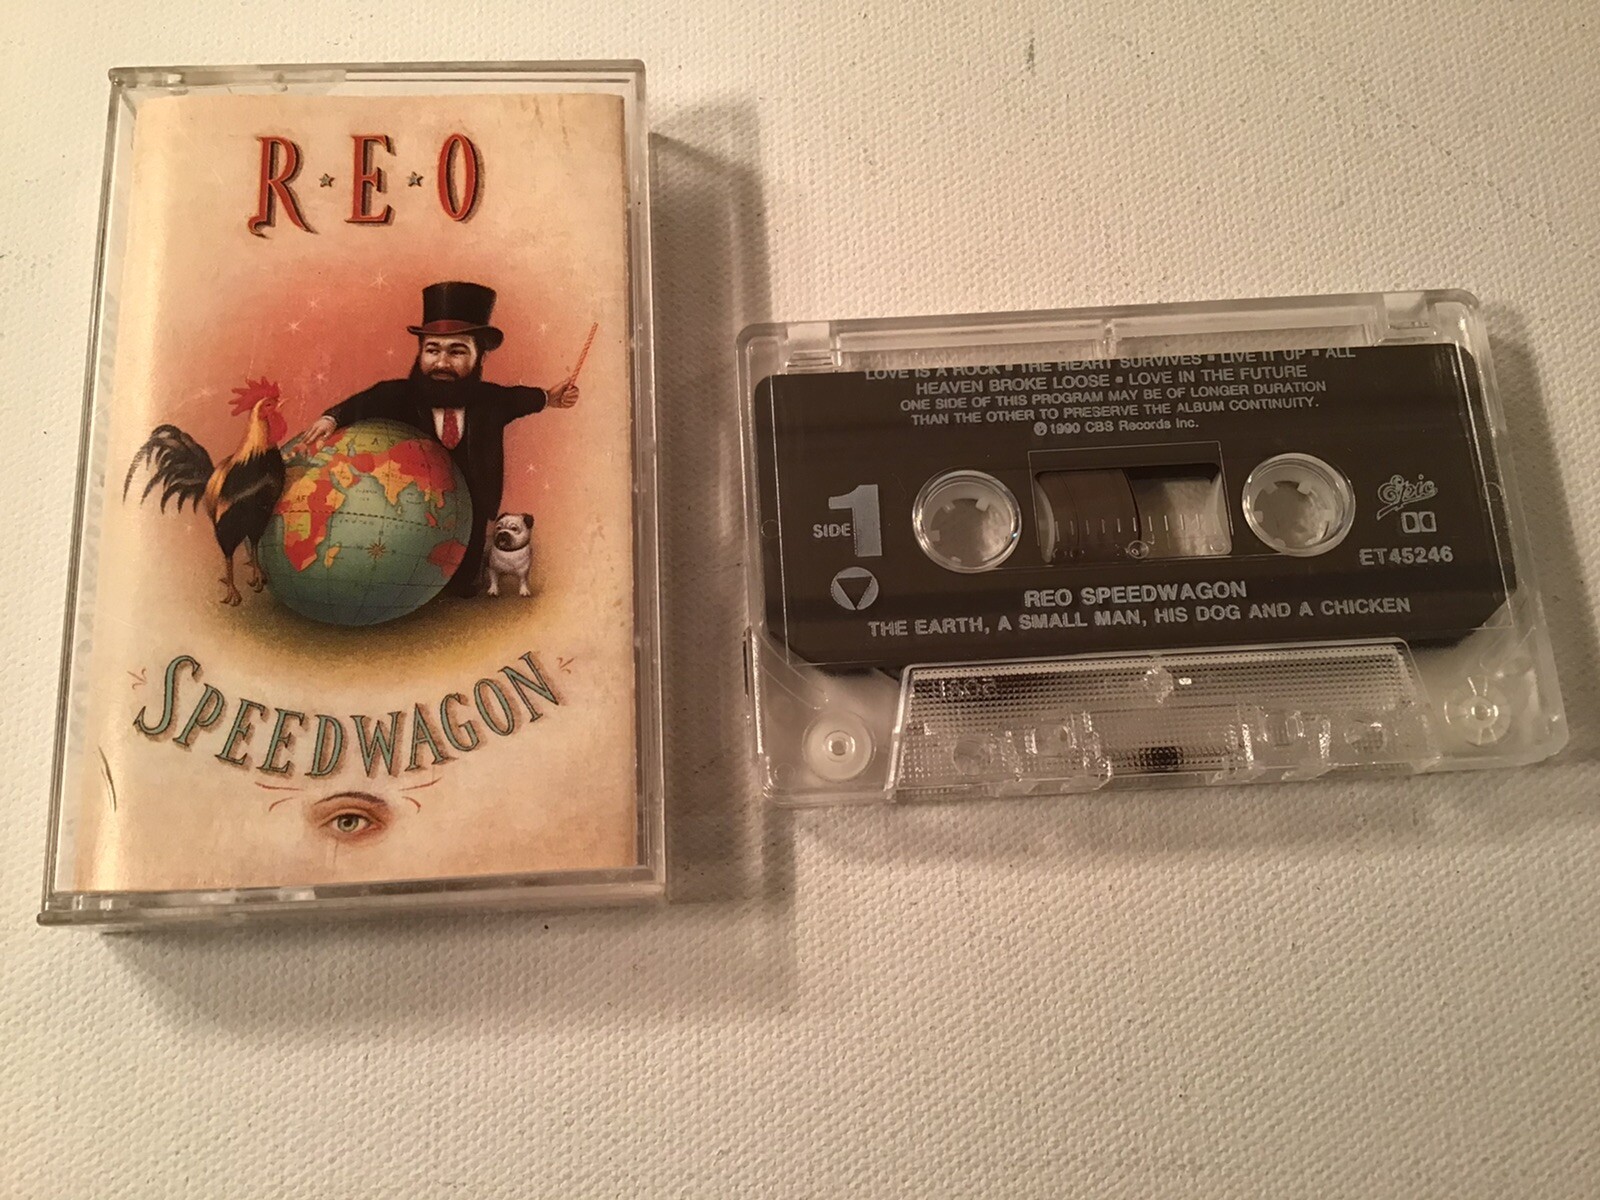 R★E★O
SPEEDWAGON
LOVE IS A ROCK ▪ THE HEART SURVIVES ▪ LIVE IT UP ▪ ALL
HEAVEN BROKE LOOSE ▪ LOVE IN THE FUTURE
ONE SIDE OF THIS PROGRAM MAY BE OF LONGER DURATION
THAN THE OTHER TO PRESERVE THE ALBUM CONTINUITY.
℗ 1990 CBS Records Inc.
SIDE 1
Epic
ET45246
REO SPEEDWAGON
THE EARTH, A SMALL MAN, HIS DOG AND A CHICKEN